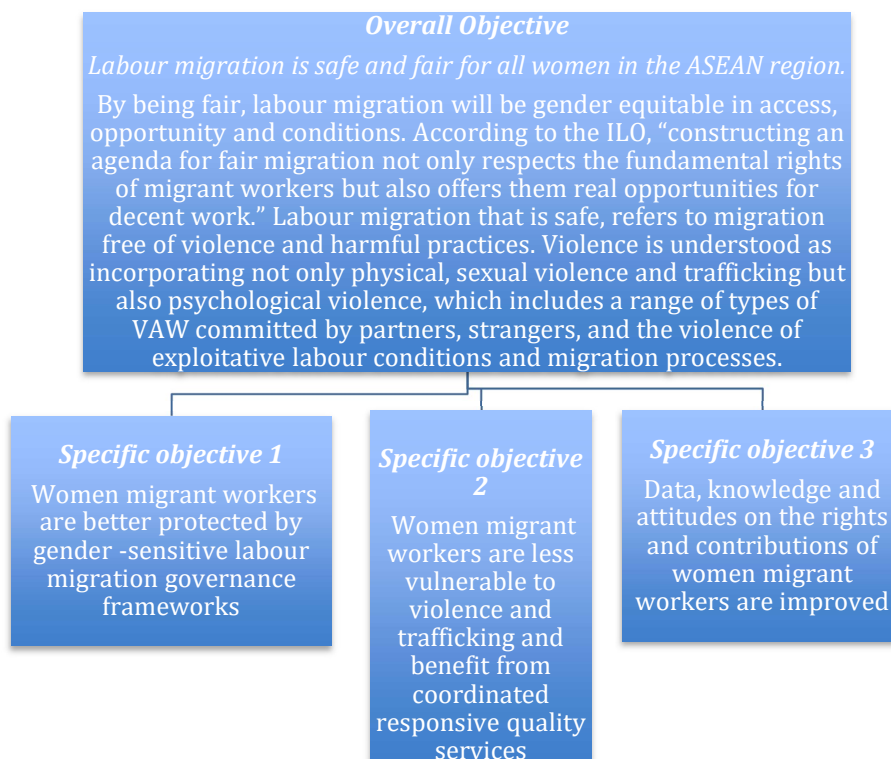 Overall Objective
Labour migration is safe and fair for all women in the ASEAN region.
By being fair, labour migration will be gender equitable in access,
opportunity and conditions. According to the ILO, “constructing an
agenda for fair migration not only respects the fundamental rights
of migrant workers but also offers them real opportunities for
decent work.” Labour migration that is safe, refers to migration
free of violence and harmful practices. Violence is understood as
incorporating not only physical, sexual violence and trafficking but
also psychological violence, which includes a range of types of
VAW committed by partners, strangers, and the violence of
exploitative labour conditions and migration processes.
Specific objective 1
Women migrant workers
are better protected by
gender -sensitive labour
migration governance
frameworks
Specific objective
2
Women migrant
workers are less
vulnerable to
violence and
trafficking and
benefit from
coordinated
responsive quality
services
Specific objective 3
Data, knowledge and
attitudes on the rights
and contributions of
women migrant
workers are improved